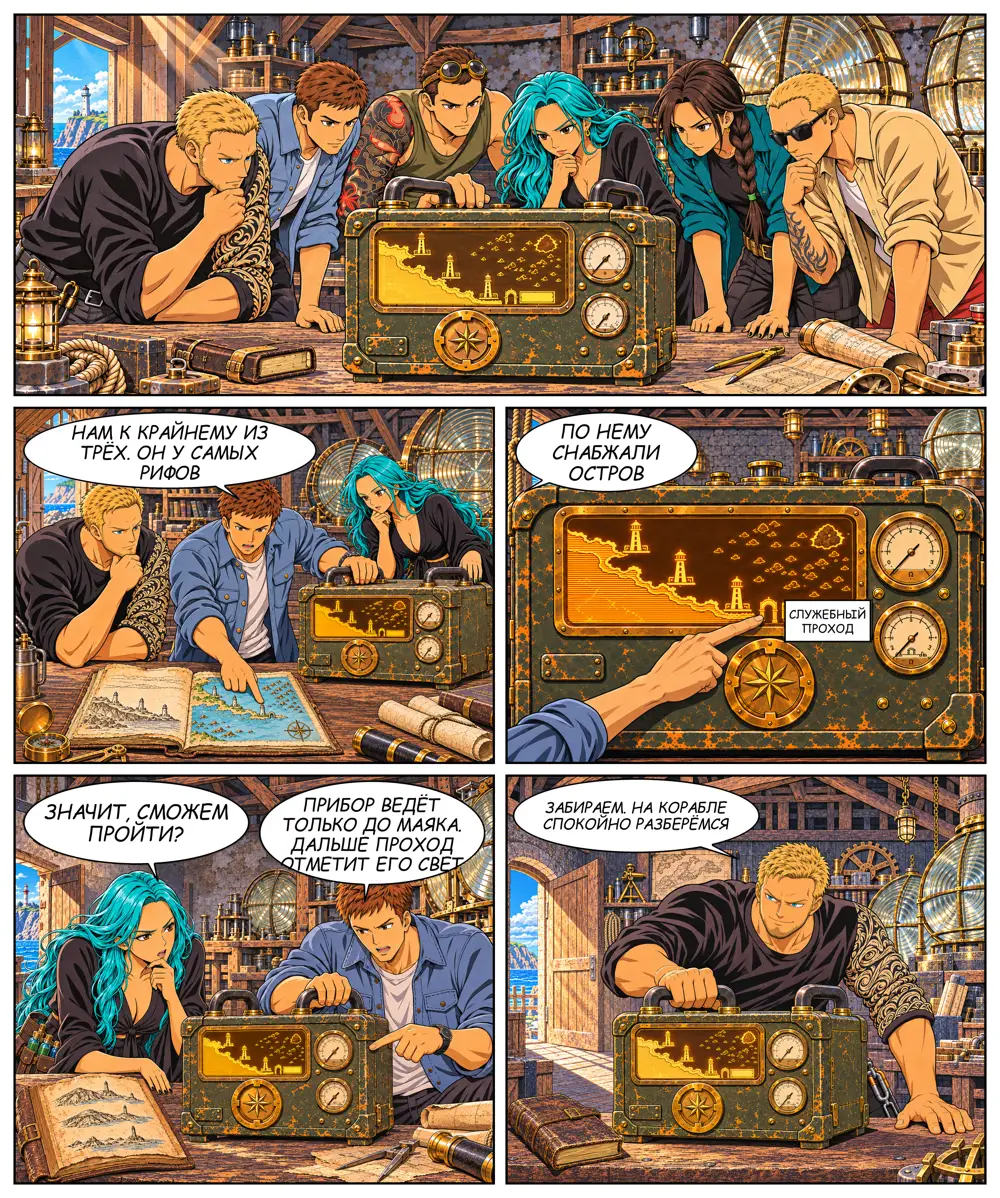 НАМ К КРАЙНЕМУ ИЗ
ТРЁХ. ОН У САМЫХ
РИФОВ
ПО НЕМУ
СНАБЖАЛИ
ОСТРОВ
СЛУЖЕБНЫЙ
ПРОХОД
ЗНАЧИТ, СМОЖЕМ
ПРОЙТИ?
ПРИБОР ВЕДЁТ
ТОЛЬКО ДО МАЯКА.
ДАЛЬШЕ ПРОХОД
ОТМЕТИТ ЕГО СВЕТ
ЗАБИРАЕМ. НА КОРАБЛЕ
СПОКОЙНО РАЗБЕРЁМСЯ